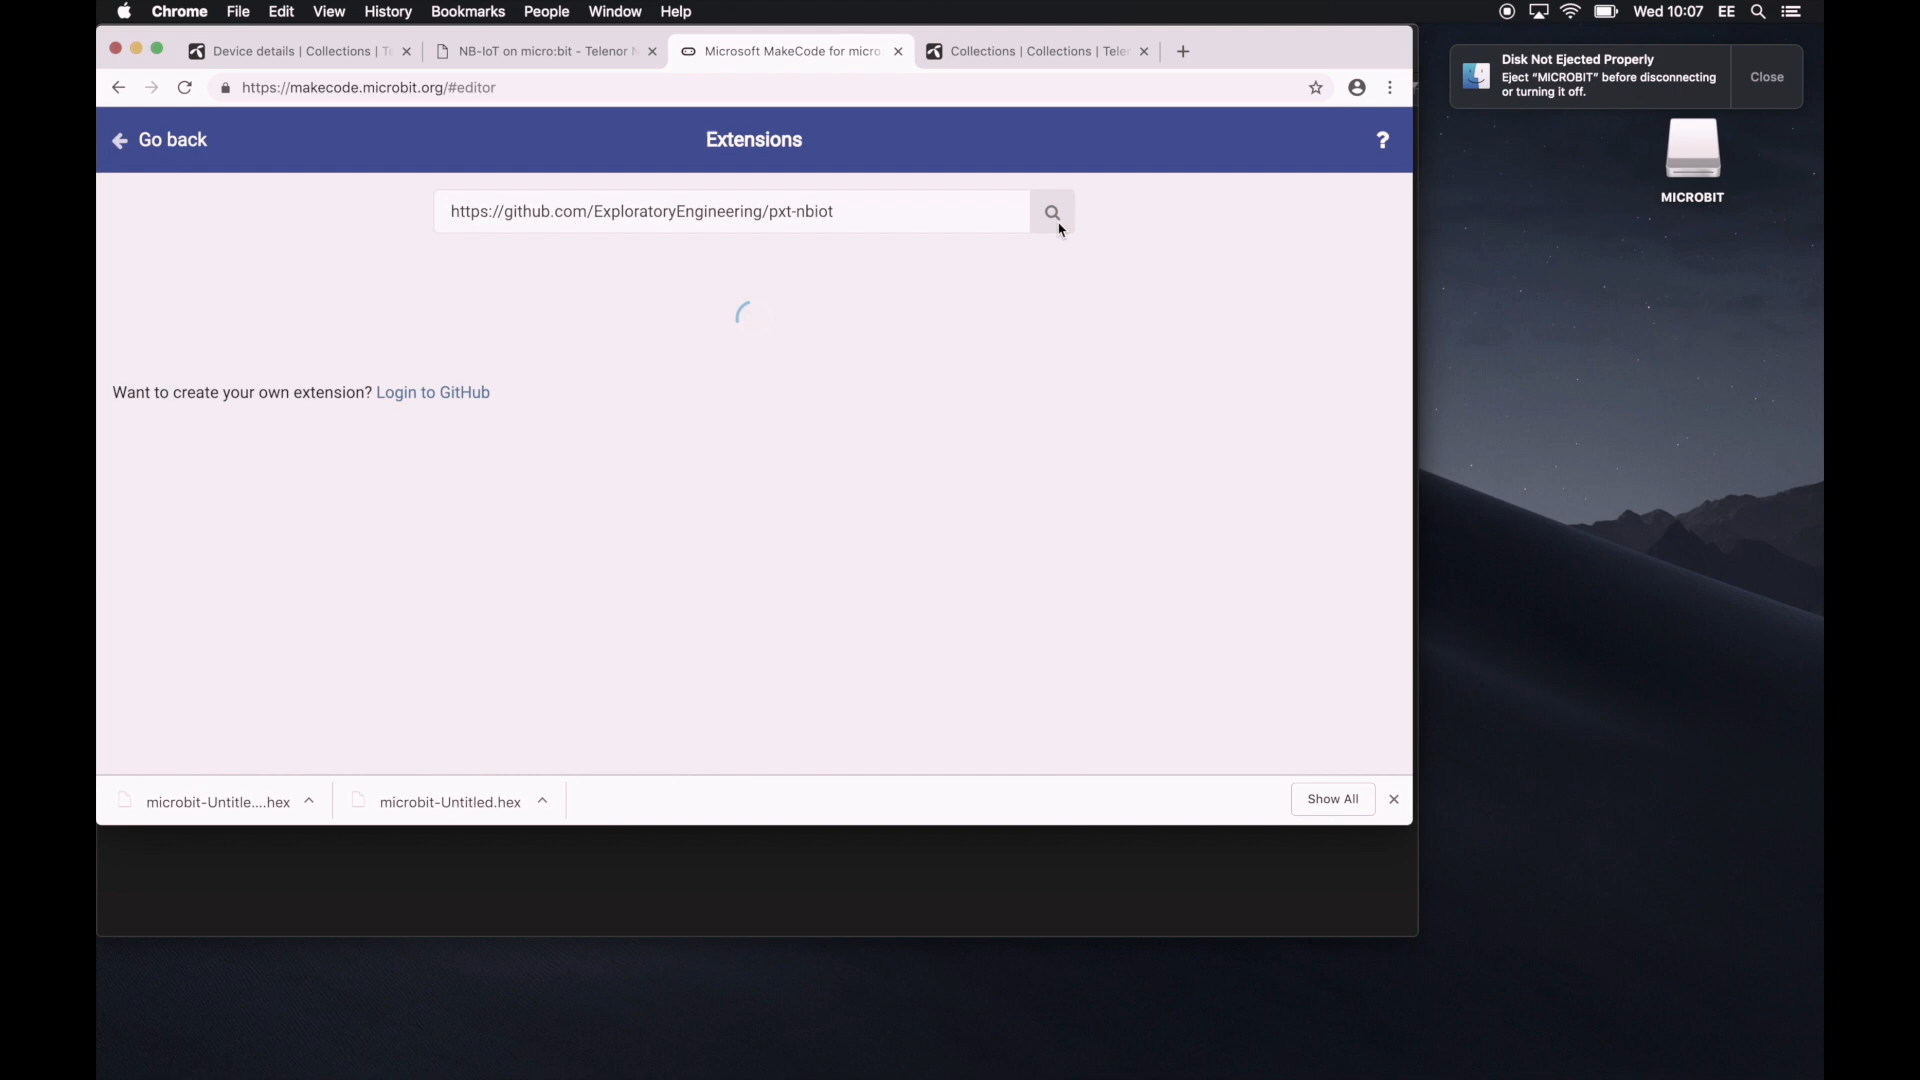 Chrome File Edit View History Bookmarks People Window Help
Wed 10:07 EE
Device details | Collections | Te
NB-IoT on micro:bit - Telenor
Microsoft MakeCode for micro
Collections | Collections | Tele
https://makecode.microbit.org/#editor
Disk Not Ejected Properly
Eject “MICROBIT” before disconnecting
or turning it off.
Close
MICROBIT
Go back
Extensions
?
https://github.com/ExploratoryEngineering/pxt-nbiot
Want to create your own extension? Login to GitHub
microbit-Untitle....hex
microbit-Untitled.hex
Show All